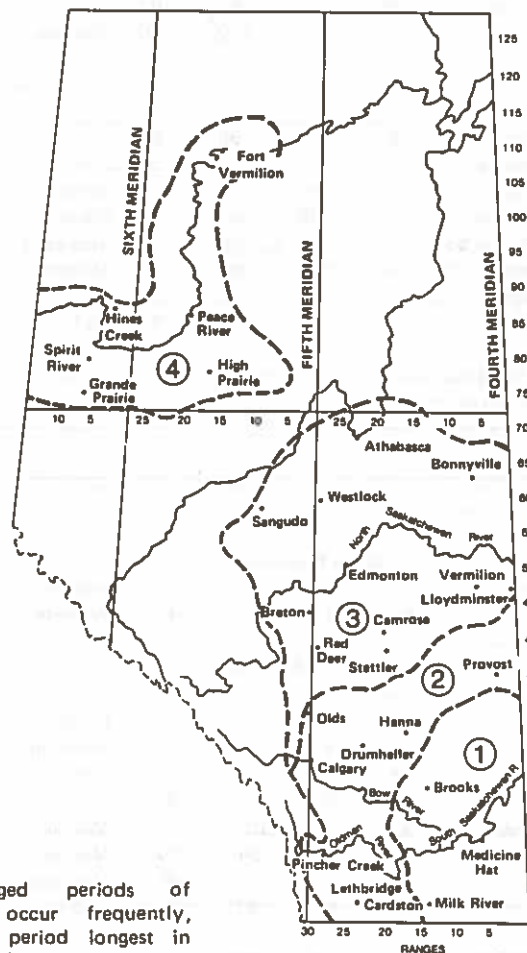 125
120
115
110
105
100
95
90
85
80
75
70
65
60
5
SIXTH MERIDIAN
FIFTH MERIDIAN
FOURTH MERIDIAN
Fort
Vermilion
Hines
Creek
Peace
River
Spirit
River
4
High
Prairie
Grande
Prairie
10 5 25 20 15 10 5 25 20 15 10 5
Athabasca
Bonnyville
Westlock
Sangudo
North Saskatchewan River
Edmonton
Vermilion
Lloydminster
Breton
3
Camrose
Red
Deer
Stettler
2
Provost
Olds
Hanna
1
Drumheller
Calgary
Brooks
Bow River
South Saskatchewan R.
Oldman River
Pincher Creek
Medicine
Hat
Lethbridge
Cardston
Milk River
30 25 20 15 10 5
RANGES
ged periods of
occur frequently,
period longest in